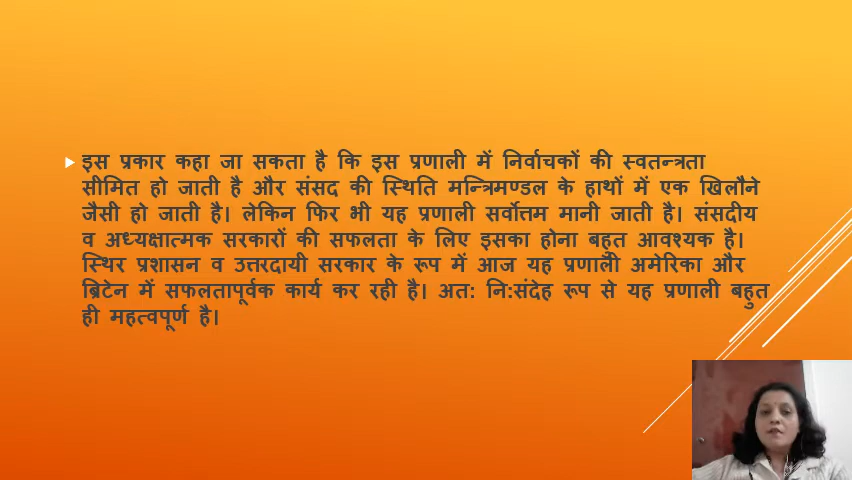 इस प्रकार कहा जा सकता है कि इस प्रणाली में निर्वाचकों की स्वतन्त्रता
सीमित हो जाती है और संसद की स्थिति मन्त्रिमण्डल के हाथों में एक खिलौने
जैसी हो जाती है। लेकिन फिर भी यह प्रणाली सर्वोत्तम मानी जाती है। संसदीय
व अध्यक्षात्मक सरकारों की सफलता के लिए इसका होना बहुत आवश्यक है।
स्थिर प्रशासन व उत्तरदायी सरकार के रूप में आज यह प्रणाली अमेरिका और
ब्रिटेन में सफलतापूर्वक कार्य कर रही है। अत: नि:संदेह रूप से यह प्रणाली बहुत
ही महत्वपूर्ण है।